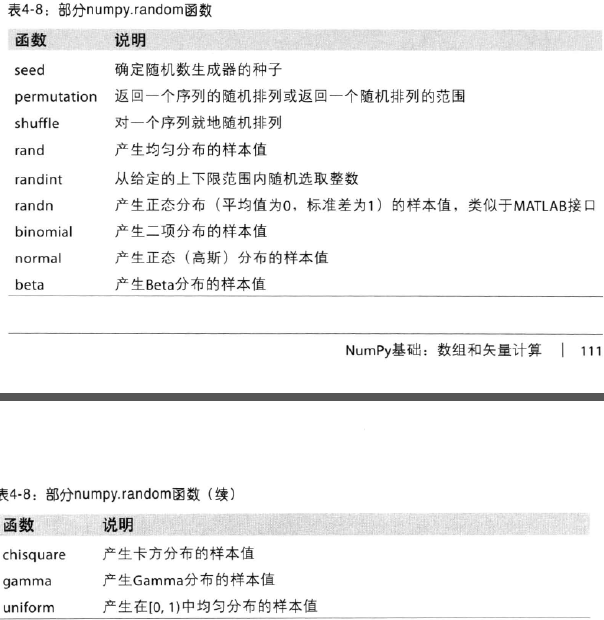 表4-8：部分numpy.random函数
函数 说明
seed 确定随机数生成器的种子
permutation 返回一个序列的随机排列或返回一个随机排列的范围
shuffle 对一个序列就地随机排列
rand 产生均匀分布的样本值
randint 从给定的上下限范围内随机选取整数
randn 产生正态分布（平均值为0，标准差为1）的样本值，类似于MATLAB接口
binomial 产生二项分布的样本值
normal 产生正态（高斯）分布的样本值
beta 产生Beta分布的样本值
NumPy基础：数组和矢量计算 | 111
表4-8：部分numpy.random函数（续）
函数 说明
chisquare 产生卡方分布的样本值
gamma 产生Gamma分布的样本值
uniform 产生在[0, 1)中均匀分布的样本值